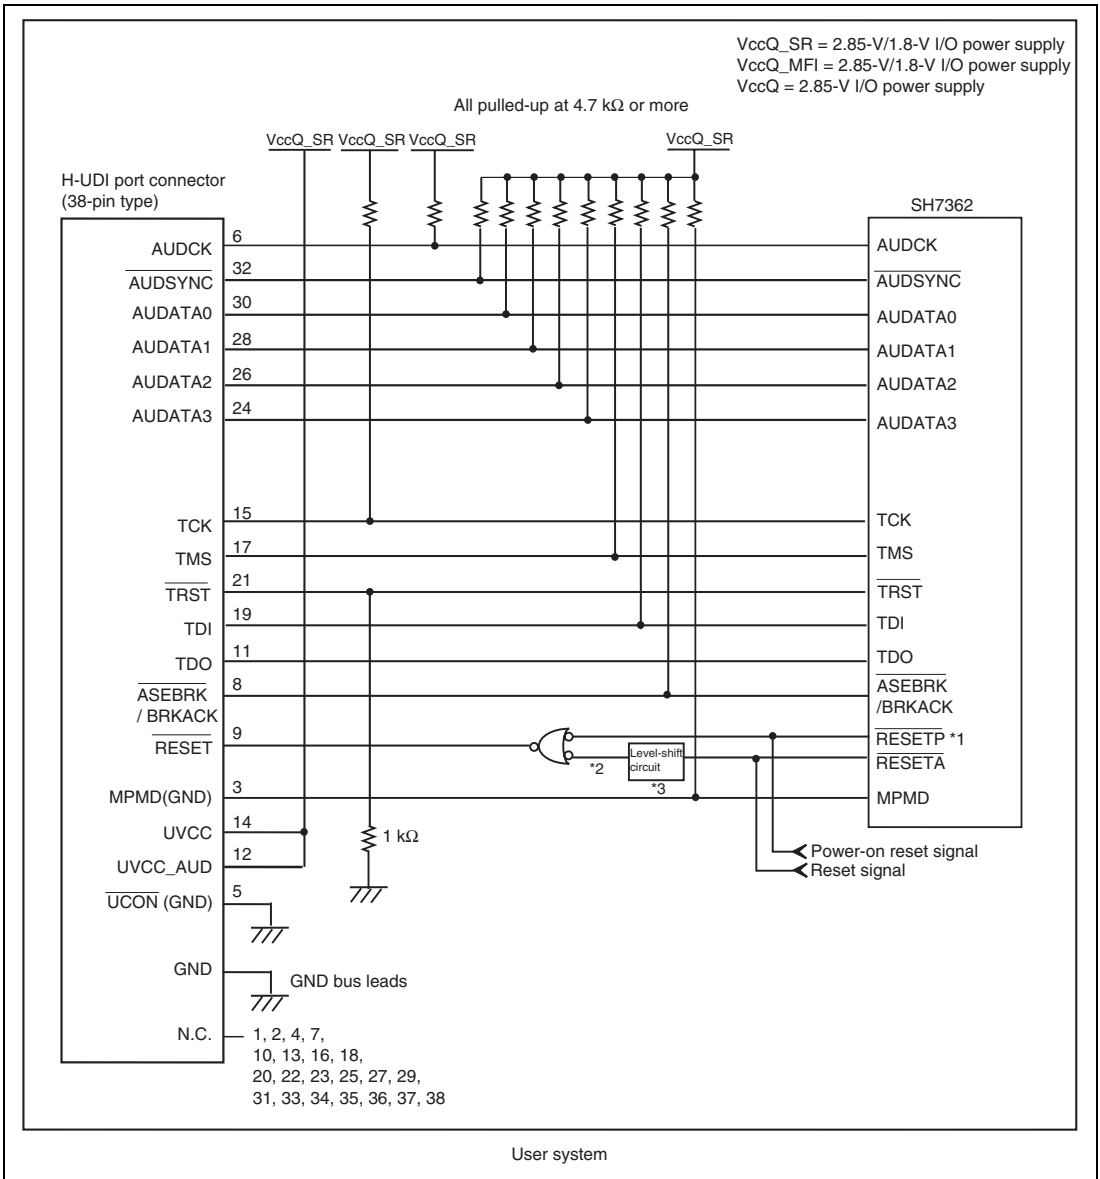 VccQ_SR = 2.85-V/1.8-V I/O power supply
VccQ_MFI = 2.85-V/1.8-V I/O power supply
VccQ = 2.85-V I/O power supply
All pulled-up at 4.7 kΩ or more
VccQ_SR VccQ_SR VccQ_SR VccQ_SR
H-UDI port connector
(38-pin type)
SH7362
AUDCK 6 AUDCK
AUDSYNC 32 AUDSYNC
AUDATA0 30 AUDATA0
AUDATA1 28 AUDATA1
AUDATA2 26 AUDATA2
AUDATA3 24 AUDATA3
TCK 15 TCK
TMS 17 TMS
TRST 21 TRST
TDI 19 TDI
TDO 11 TDO
ASEBRK 8 ASEBRK
/ BRKACK /BRKACK
RESET 9 RESETP *1
Level-shift
circuit
*2 *3
RESETA
MPMD(GND) 3 MPMD
UVCC 14
1 kΩ
UVCC_AUD 12
Power-on reset signal
Reset signal
UCON (GND) 5
GND GND bus leads
N.C. 1, 2, 4, 7,
10, 13, 16, 18,
20, 22, 23, 25, 27, 29,
31, 33, 34, 35, 36, 37, 38
User system